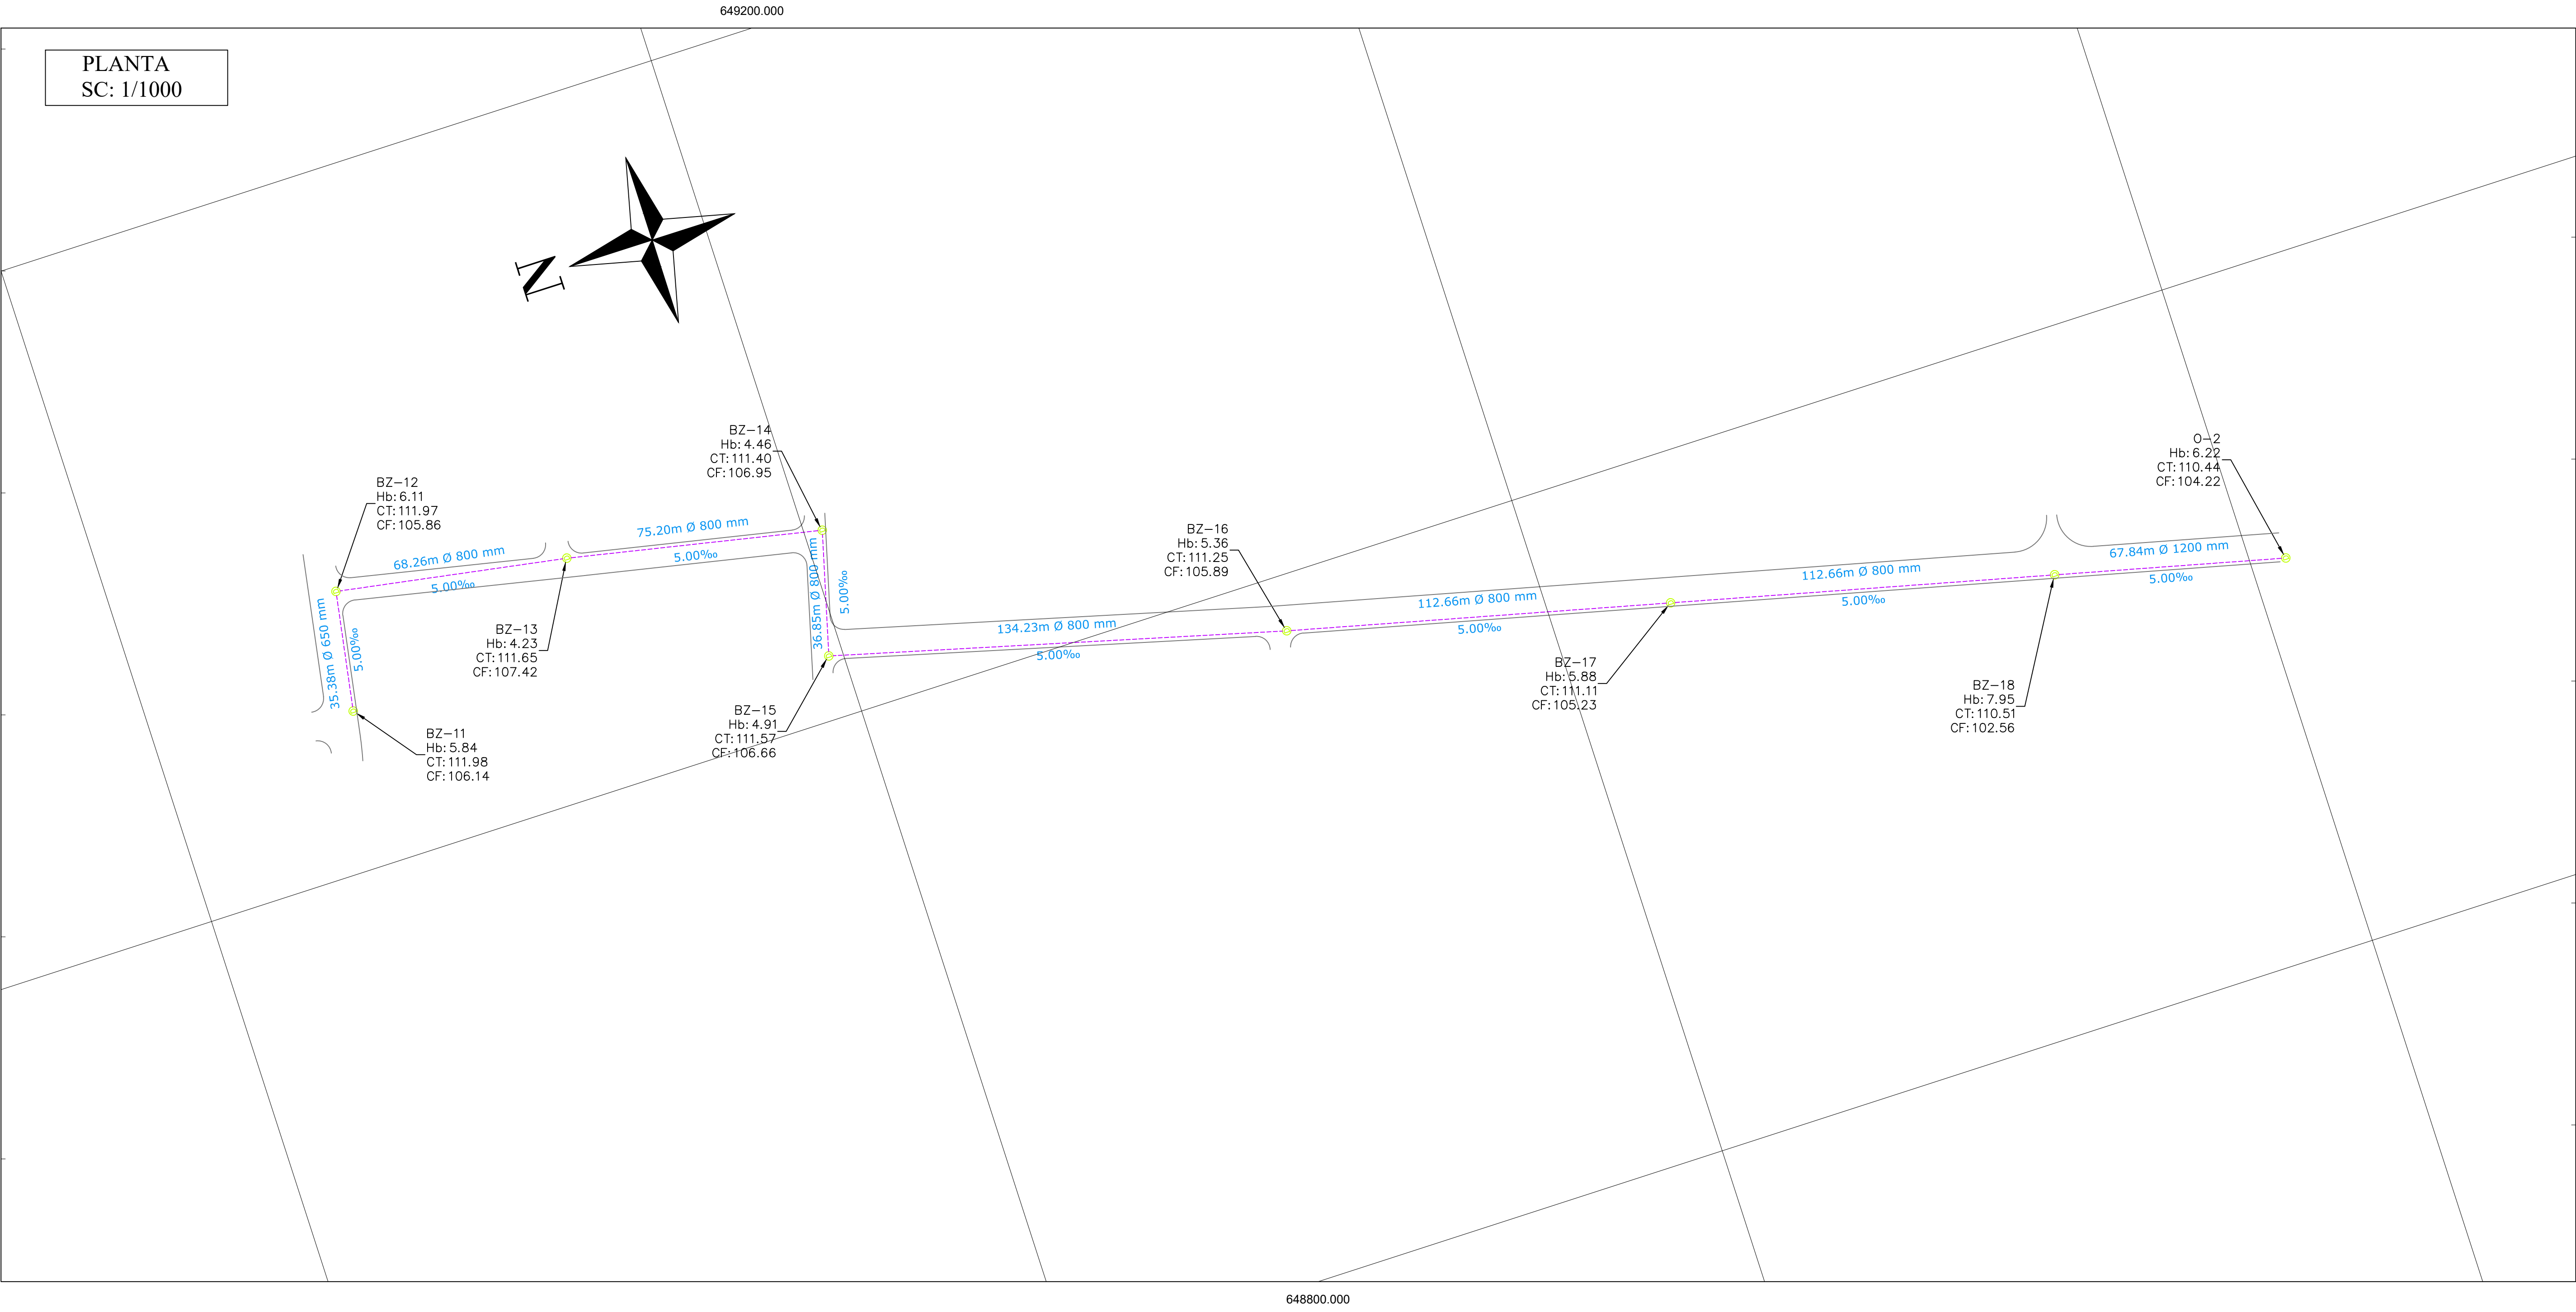 649200.000
PLANTA
SC: 1/1000
N
BZ-14
Hb: 4.46
CT: 111.40
CF: 106.95
O-2
Hb: 6.22
CT: 110.44
CF: 104.22
BZ-12
Hb: 6.11
CT: 111.97
CF: 105.86
75.20m Ø 800 mm
5.00‰
BZ-16
Hb: 5.36
CT: 111.25
CF: 105.89
68.26m Ø 800 mm
5.00‰
67.84m Ø 1200 mm
5.00‰
112.66m Ø 800 mm
5.00‰
36.85m Ø 800 mm
5.00‰
112.66m Ø 800 mm
5.00‰
134.23m Ø 800 mm
5.00‰
35.38m Ø 650 mm
5.00‰
BZ-13
Hb: 4.23
CT: 111.65
CF: 107.42
BZ-17
Hb: 5.88
CT: 111.11
CF: 105.23
BZ-18
Hb: 7.95
CT: 110.51
CF: 102.56
BZ-15
Hb: 4.91
CT: 111.57
CF: 106.66
BZ-11
Hb: 5.84
CT: 111.98
CF: 106.14
648800.000